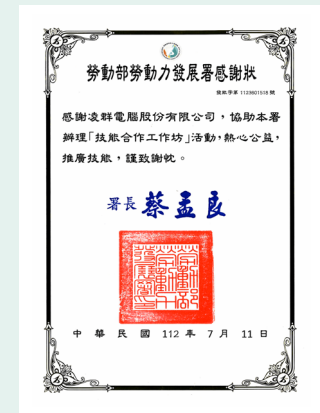 勞動部勞動力發展署感謝狀
發能字第 1129501518 號
感謝凌群電腦股份有限公司，協助本署
辦理「技能合作工作坊」活動，熱心公益，
推廣技能，謹致謝忱。
署長 蔡孟良
中華民國 112 年 7 月 11 日